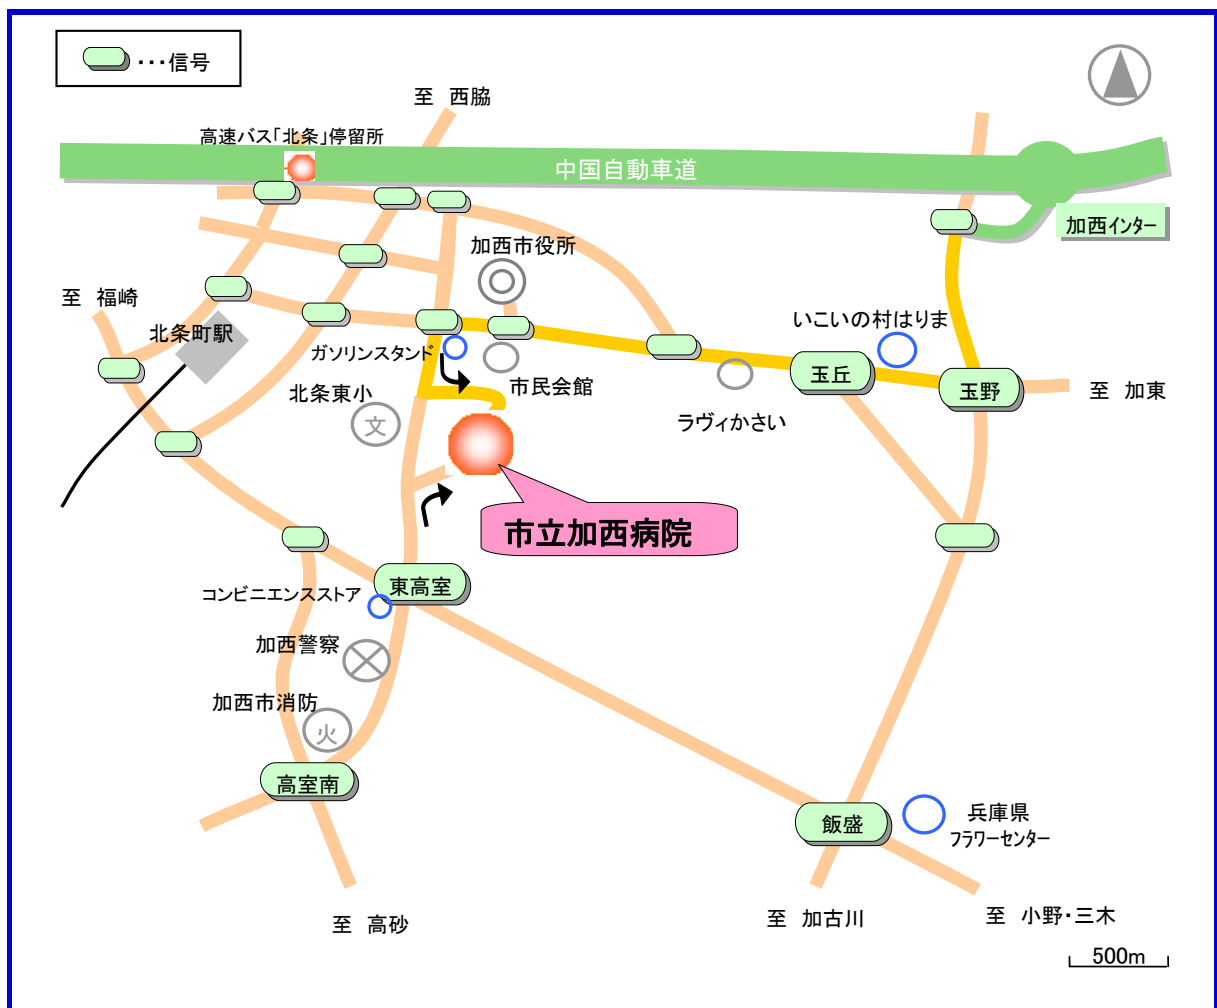 ・・・信号
至 西脇
高速バス「北条」停留所
中国自動車道
加西インター
加西市役所
至 福崎
北条町駅
いこいの村はりま
ガソリンスタンド
市民会館
玉丘
玉野
至 加東
北条東小
文
ラヴィかさい
市立加西病院
東高室
コンビニエンスストア
加西警察
加西市消防
火
高室南
飯盛
兵庫県
フラワーセンター
至 高砂
至 加古川
至 小野・三木
500m